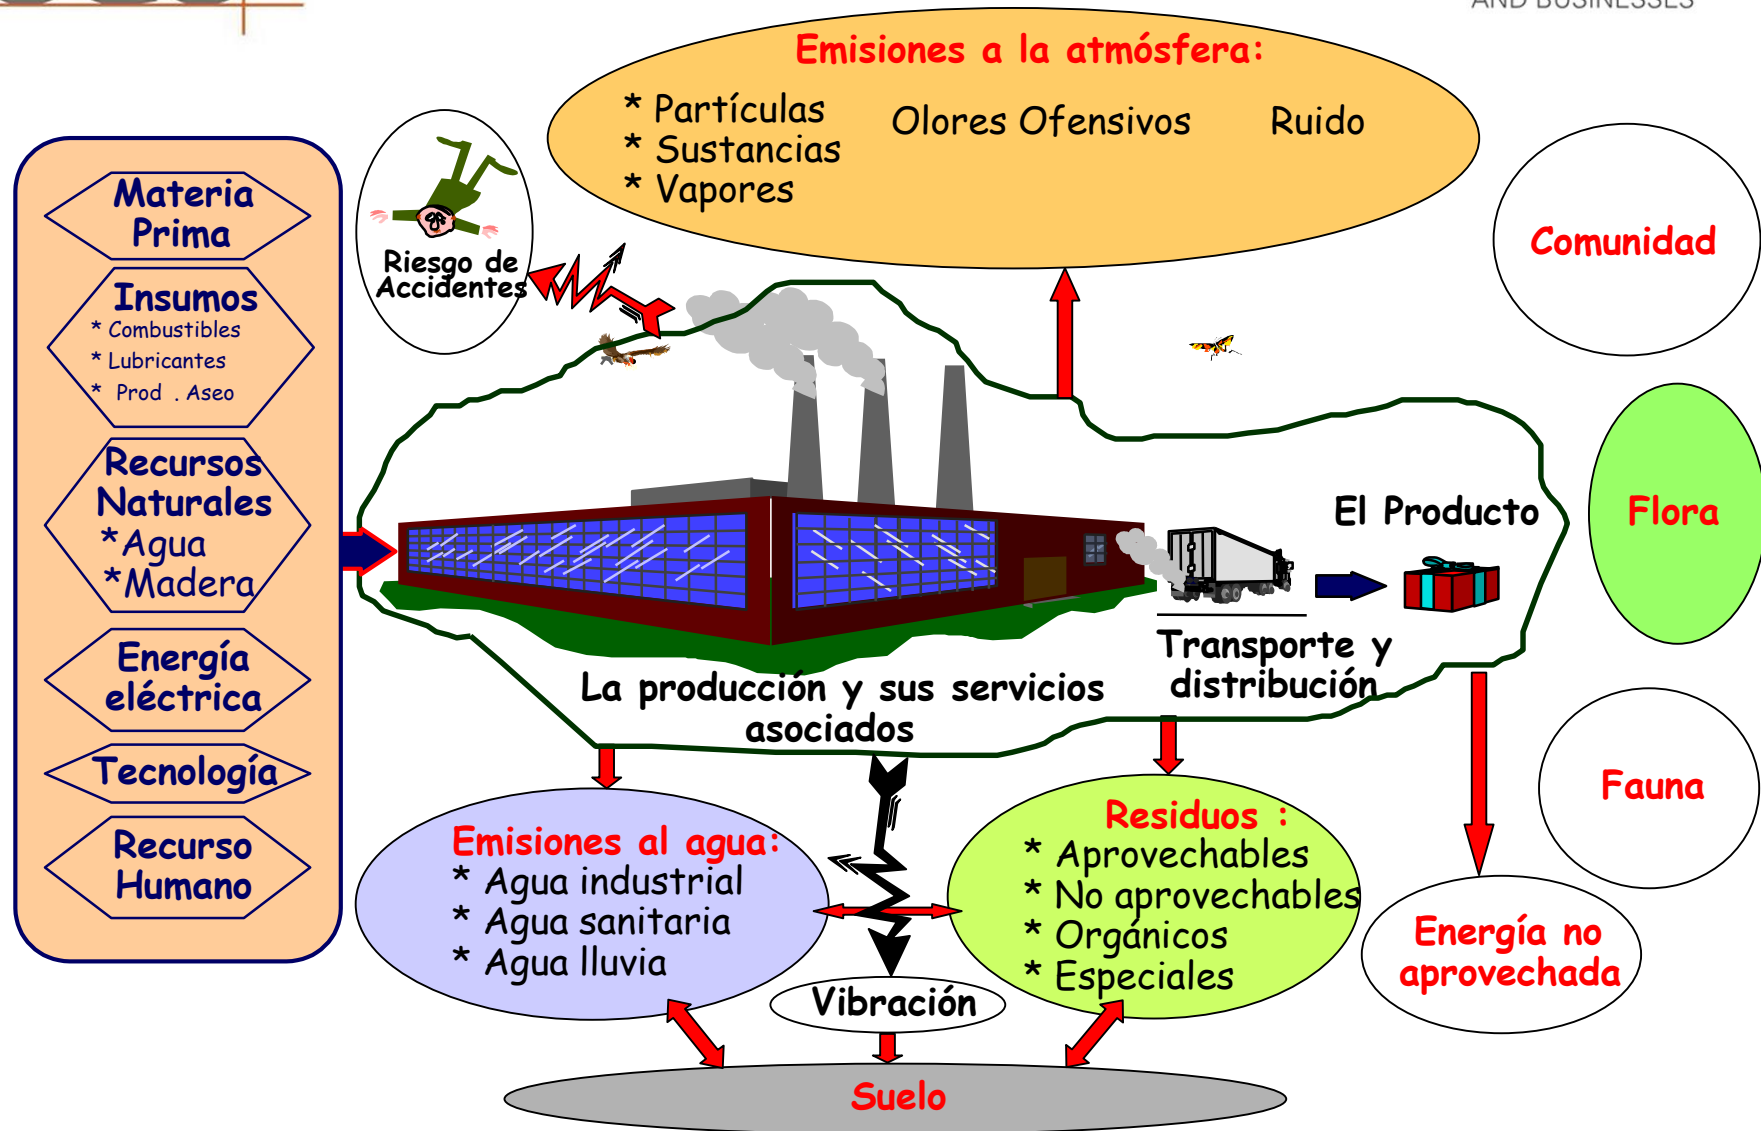 AND BUSINESSES
Emisiones a la atmósfera:
* Partículas
* Sustancias
* Vapores
Olores Ofensivos
Ruido
Materia
Prima
Insumos
* Combustibles
* Lubricantes
* Prod . Aseo
Recursos
Naturales
*Agua
*Madera
Energía
eléctrica
Tecnología
Recurso
Humano
Riesgo de
Accidentes
Comunidad
Flora
Fauna
El Producto
Transporte y
distribución
La producción y sus servicios
asociados
Emisiones al agua:
* Agua industrial
* Agua sanitaria
* Agua lluvia
Residuos :
* Aprovechables
* No aprovechables
* Orgánicos
* Especiales
Energía no
aprovechada
Vibración
Suelo